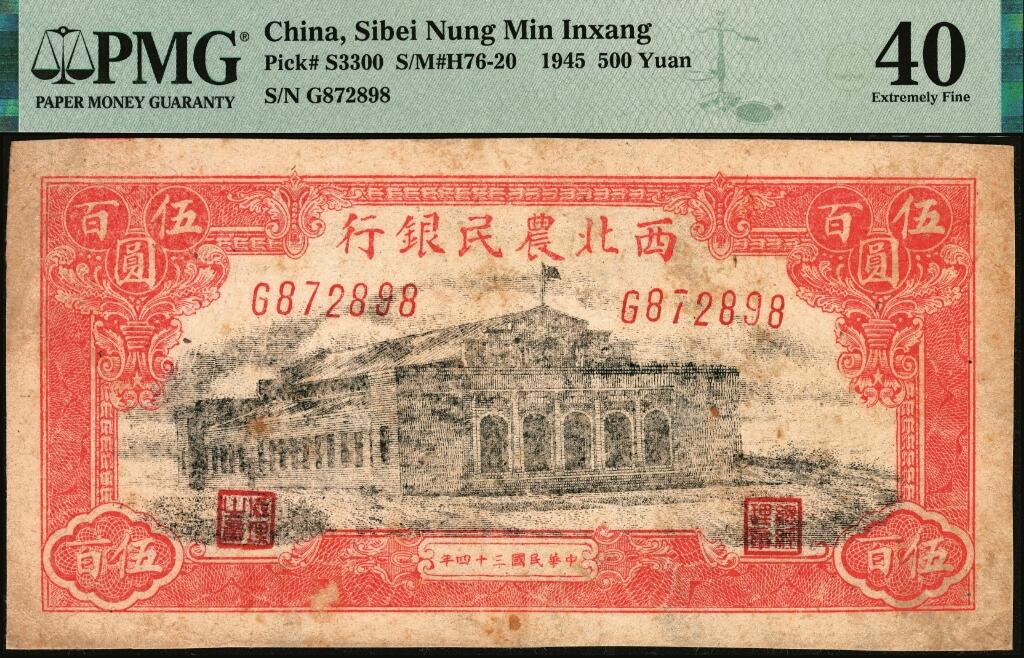 PMG®
PAPER MONEY GUARANTY
China, Sibei Nung Min Inxang
Pick# S3300 S/M#H76-20 1945 500 Yuan
S/N G872898
40
Extremely Fine
伍百圓
伍百圓
西北農民銀行
G872898
G872898
中華民國三十四年
伍百
伍百